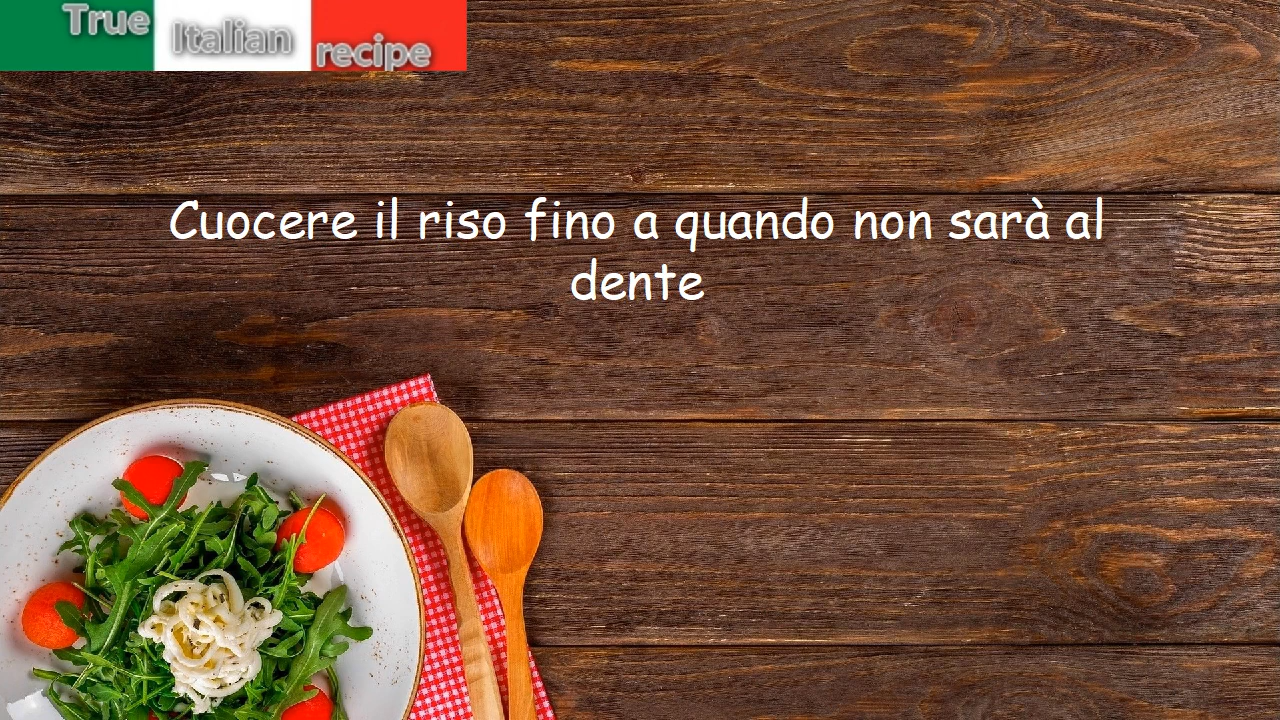 True Italian recipe
Cuocere il riso fino a quando non sarà al
dente